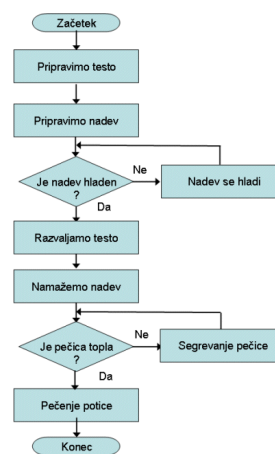 Začetek
Pripravimo testo
Pripravimo nadev
Je nadev hladen
?
Ne
Nadev se hladi
Da
Razvaljamo testo
Namažemo nadev
Je pečica topla
?
Ne
Segrevanje pečice
Da
Pečenje potice
Konec